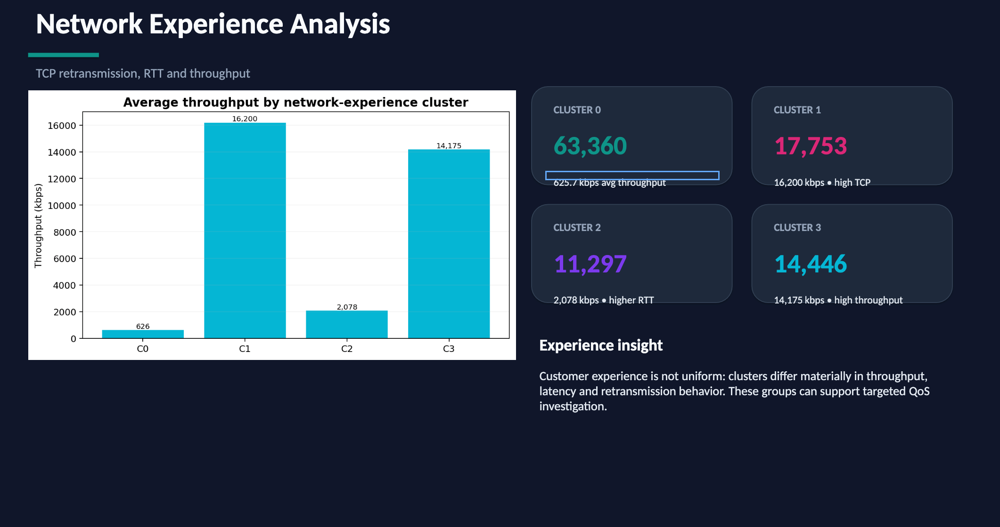 Network Experience Analysis
TCP retransmission, RTT and throughput
Average throughput by network-experience cluster
Throughput (kbps)
16000
14000
12000
10000
8000
6000
4000
2000
0
626
16,200
2,078
14,175
C0
C1
C2
C3
CLUSTER 0
63,360
625.7 kbps avg throughput
CLUSTER 1
17,753
16,200 kbps • high TCP
CLUSTER 2
11,297
2,078 kbps • higher RTT
CLUSTER 3
14,446
14,175 kbps • high throughput
Experience insight
Customer experience is not uniform: clusters differ materially in throughput,
latency and retransmission behavior. These groups can support targeted QoS
investigation.